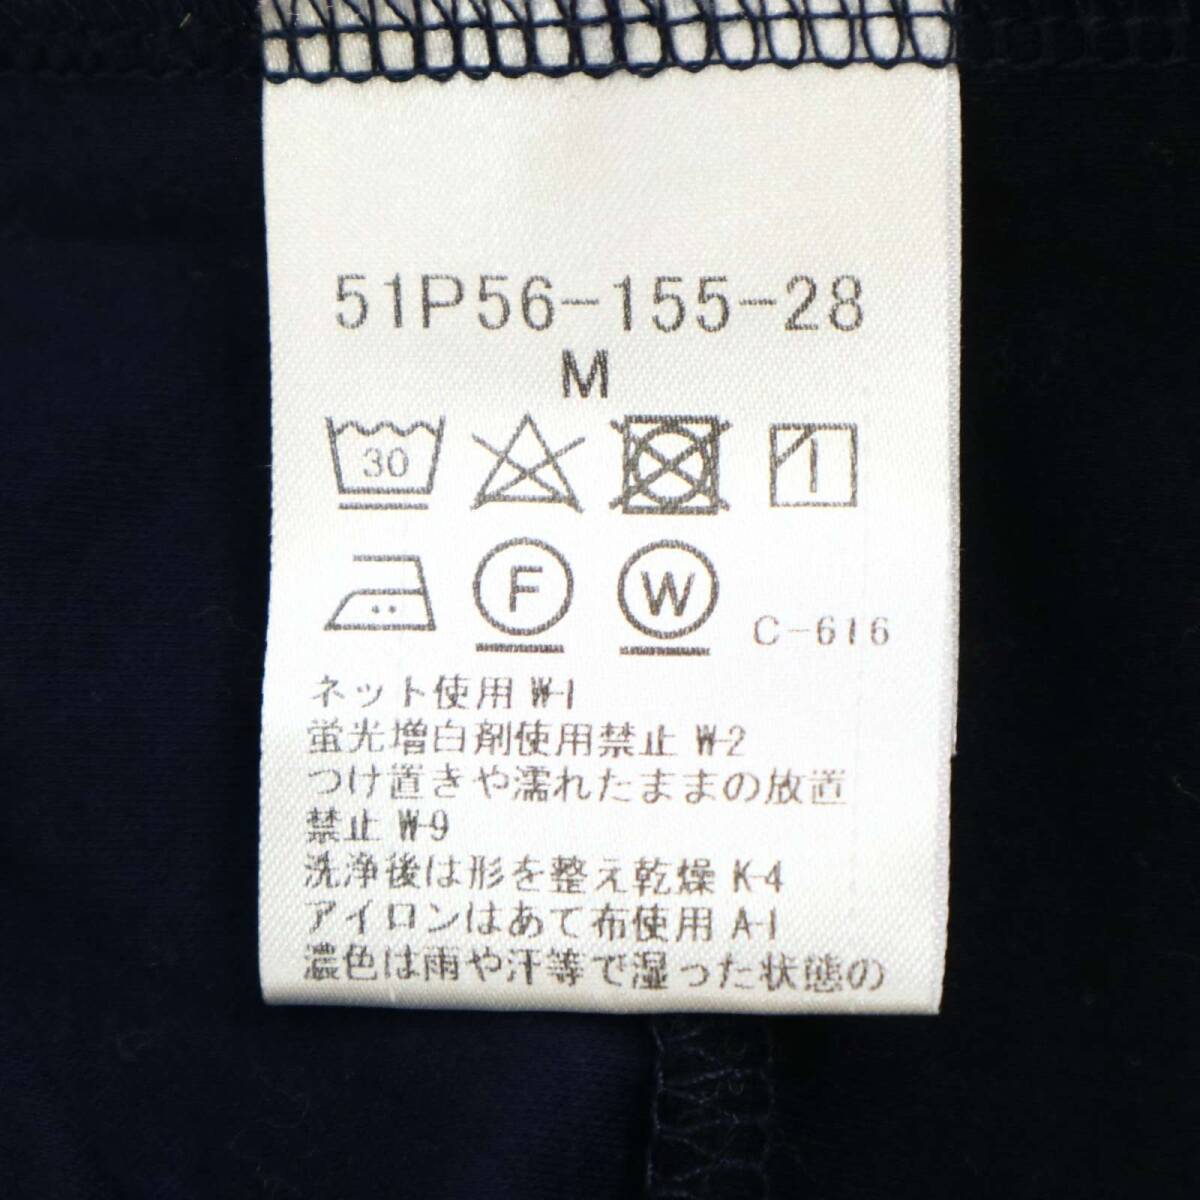 51P56-155-28
M
30
F W C-616
ネット使用 W-1
蛍光増白剤使用禁止 W-2
つけ置きや濡れたままの放置
禁止 W-9
洗浄後は形を整え乾燥 K-4
アイロンはあて布使用 A-1
濃色は雨や汗等で湿った状態の